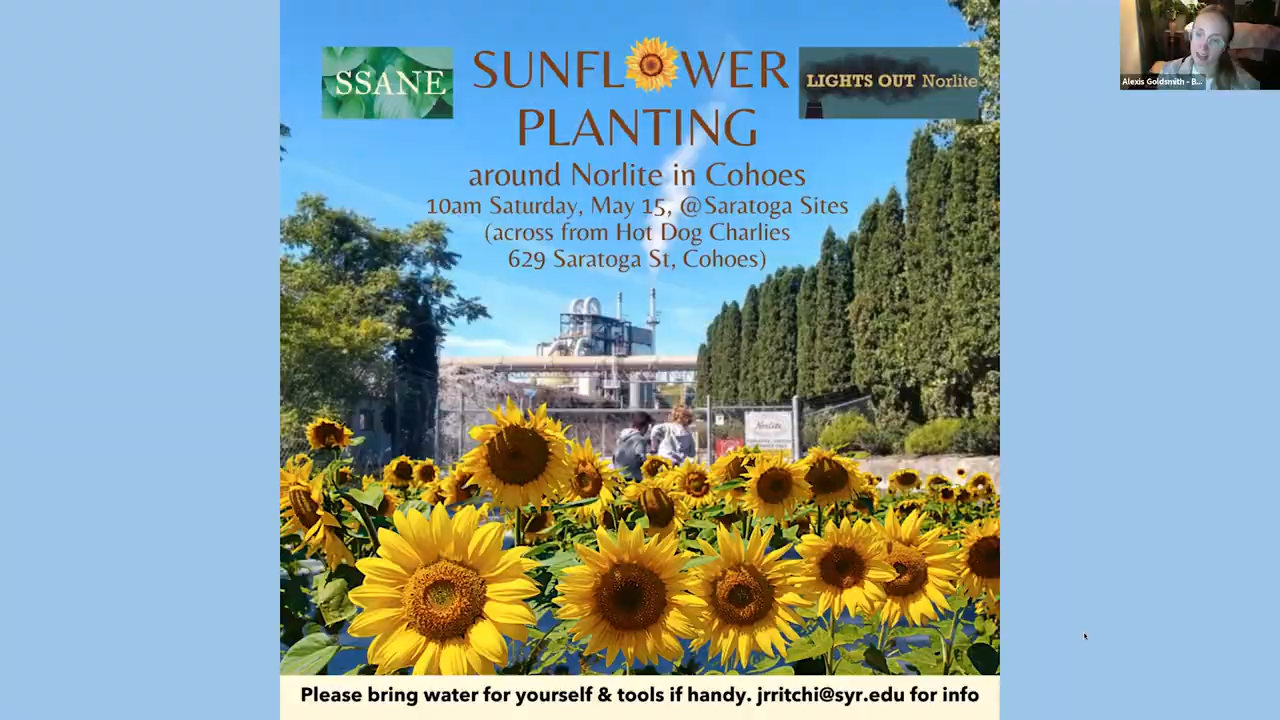 SSANE
SUNFLWER
PLANTING
LIGHTS OUT Norlite
around Norlite in Cohoes
10am Saturday, May 15, @Saratoga Sites
(across from Hot Dog Charlies
629 Saratoga St, Cohoes)
Norlite
Please bring water for yourself & tools if handy. jrritchi@syr.edu for info
Alexis Goldsmith - B...